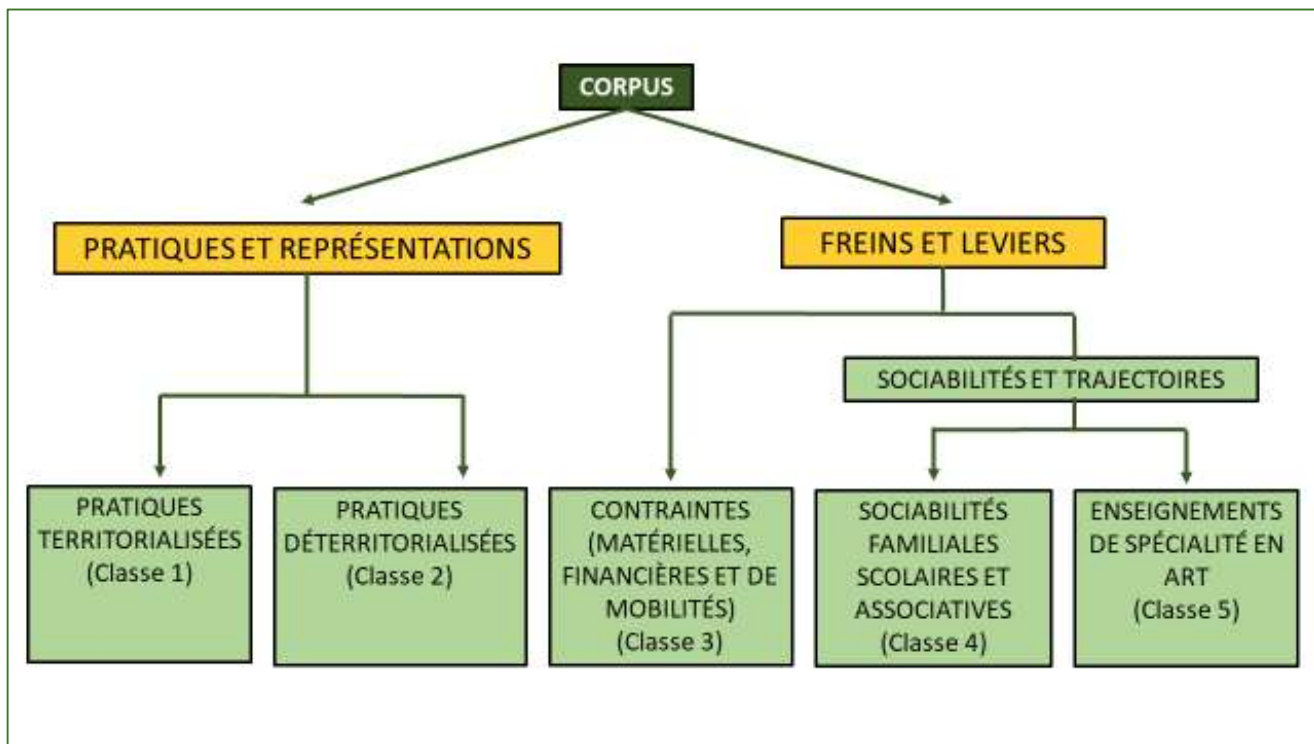 CORPUS
PRATIQUES ET REPRÉSENTATIONS
FREINS ET LEVIERS
SOCIABILITÉS ET TRAJECTOIRES
PRATIQUES
TERRITORIALISÉES
(Classe 1)
PRATIQUES
DÉTERRITORIALISÉES
(Classe 2)
CONTRAINTES
(MATÉRIELLES,
FINANCIÈRES ET DE
MOBILITÉS)
(Classe 3)
SOCIABILITÉS
FAMILIALES
SCOLAIRES ET
ASSOCIATIVES
(Classe 4)
ENSEIGNEMENTS
DE SPÉCIALITÉ EN
ART
(Classe 5)